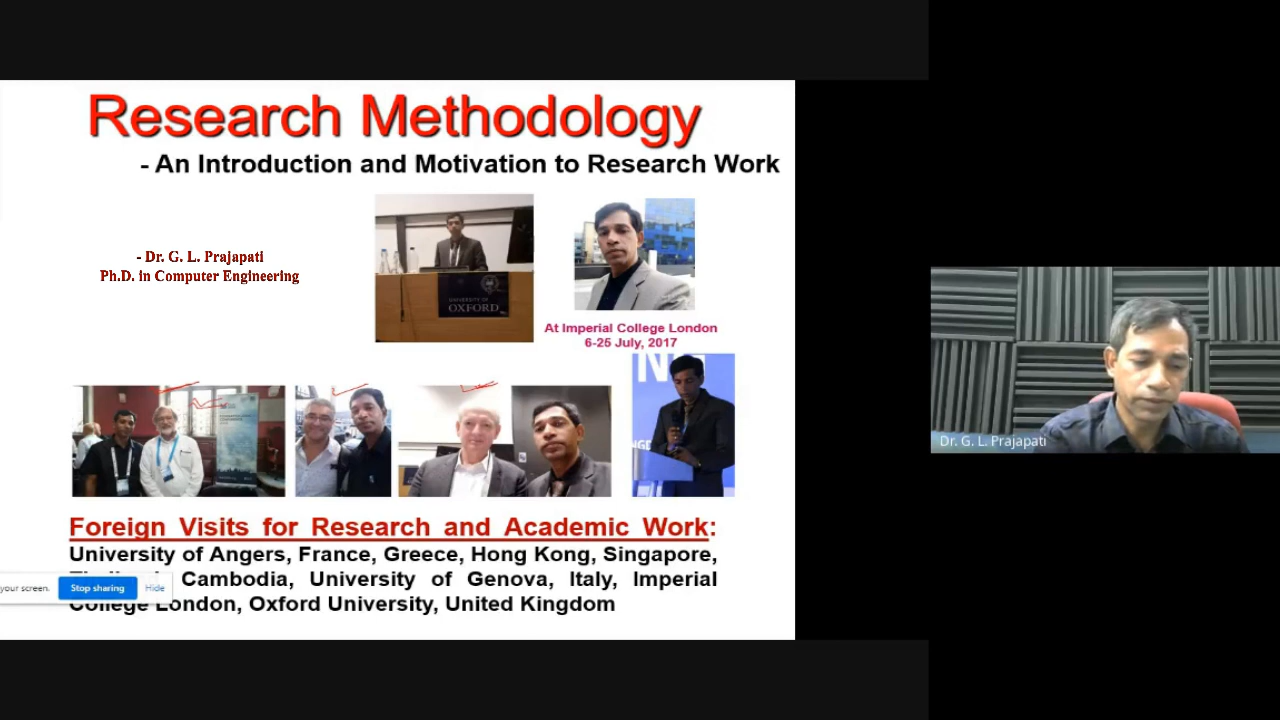 Research Methodology
- An Introduction and Motivation to Research Work
- Dr. G. L. Prajapati
Ph.D. in Computer Engineering
UNIVERSITY OF
OXFORD
At Imperial College London
6-25 July, 2017
Foreign Visits for Research and Academic Work:
University of Angers, France, Greece, Hong Kong, Singapore,
Cambodia, University of Genova, Italy, Imperial
College London, Oxford University, United Kingdom
your screen.
Stop sharing
Hide
Dr. G. L. Prajapati